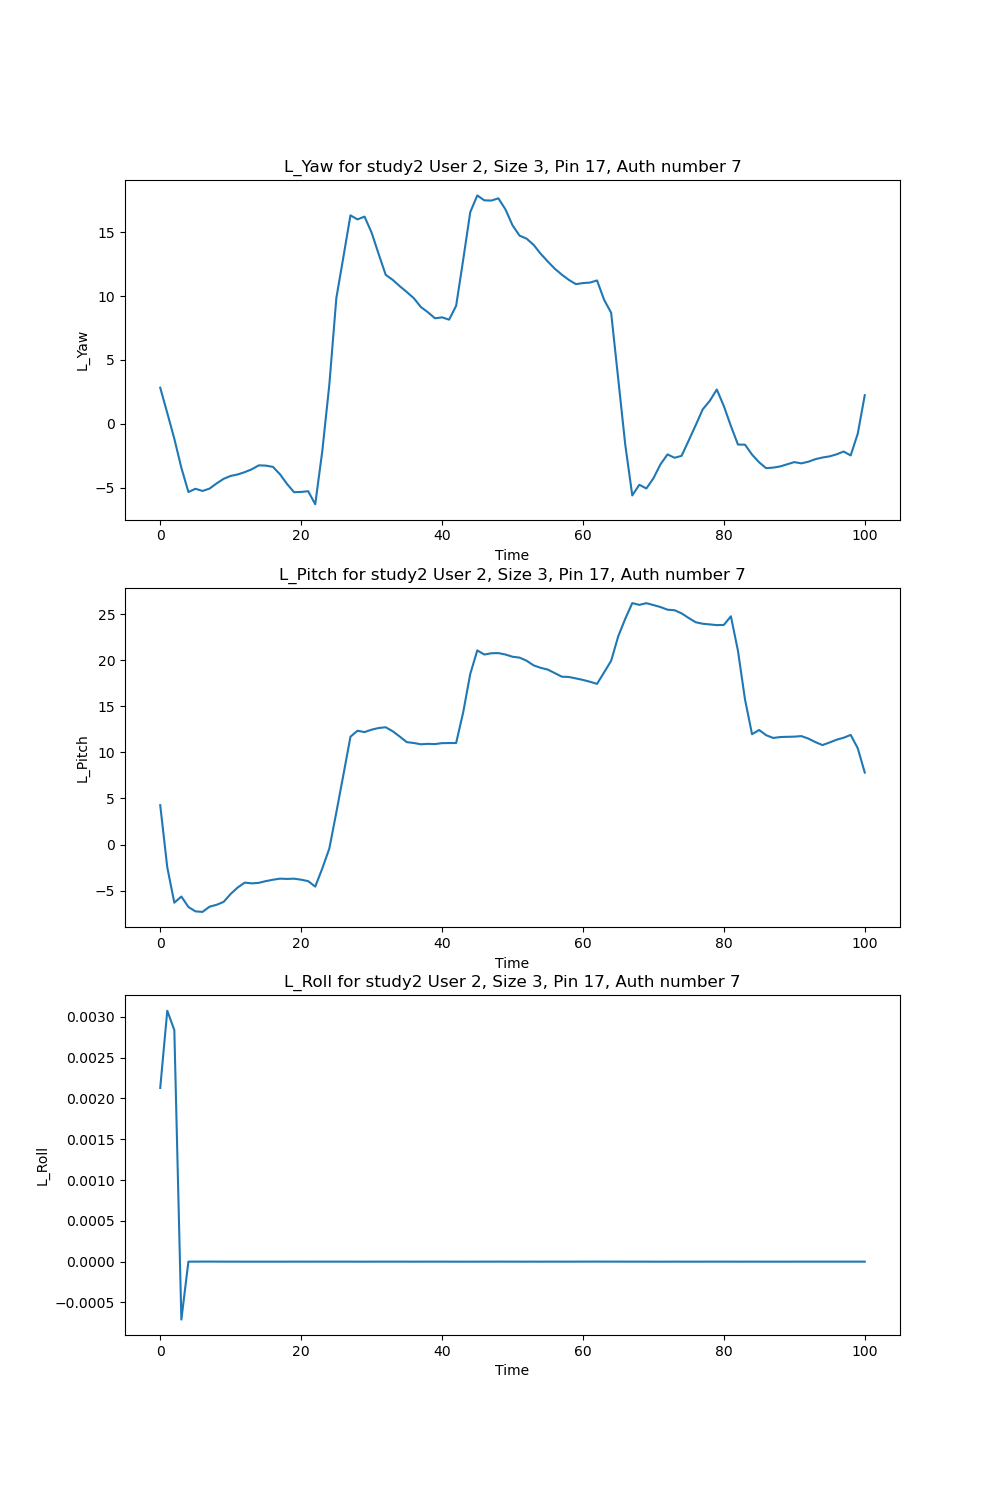 L_Yaw for study2 User 2, Size 3, Pin 17, Auth number 7
15
10
5
0
−5
L_Yaw
0 20 40 60 80 100
Time
L_Pitch for study2 User 2, Size 3, Pin 17, Auth number 7
25
20
15
10
5
0
−5
L_Pitch
0 20 40 60 80 100
Time
L_Roll for study2 User 2, Size 3, Pin 17, Auth number 7
0.0030
0.0025
0.0020
0.0015
0.0010
0.0005
0.0000
−0.0005
L_Roll
0 20 40 60 80 100
Time